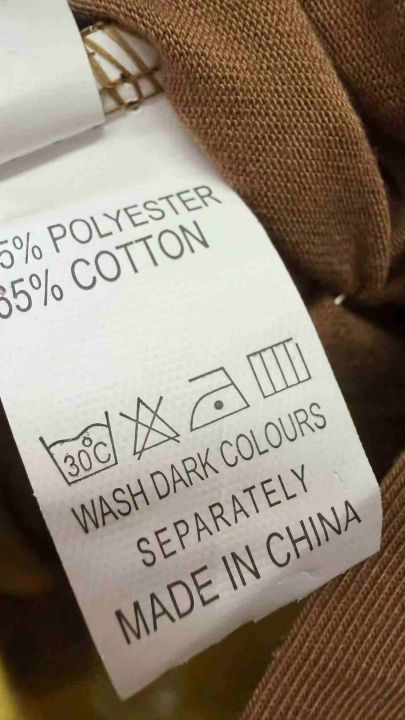 5% POLYESTER
65% COTTON
30°C
WASH DARK COLOURS
SEPARATELY
MADE IN CHINA